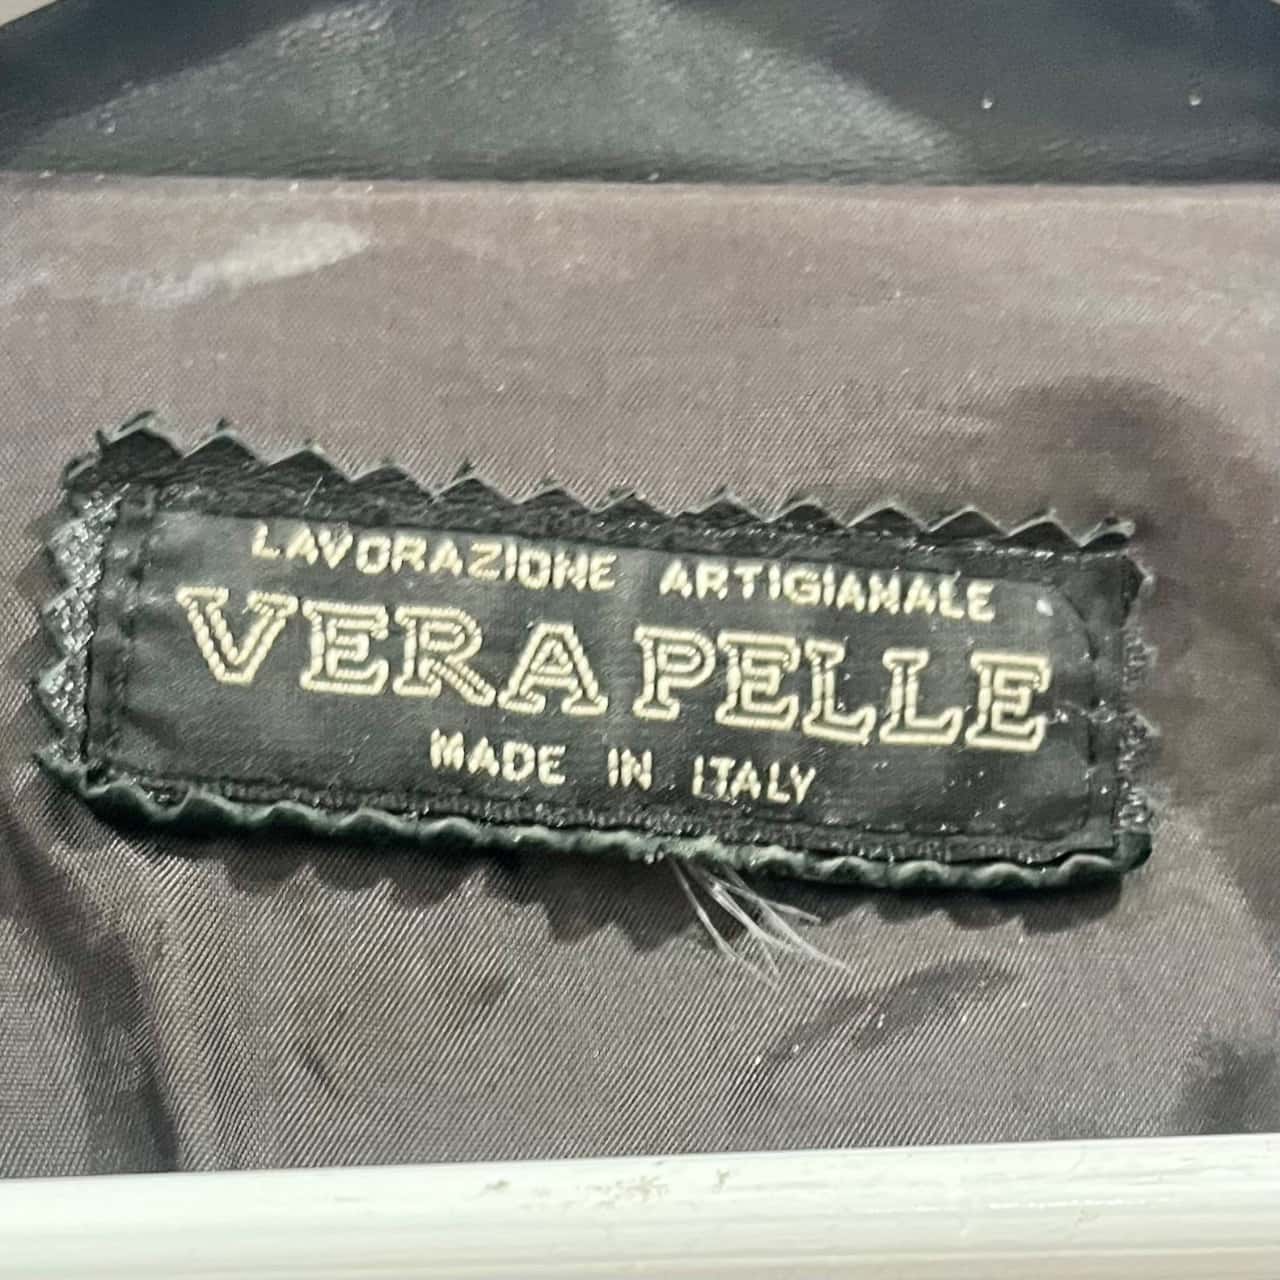 LAVORAZIONE ARTIGIANALE
VERA PELLE
MADE IN ITALY